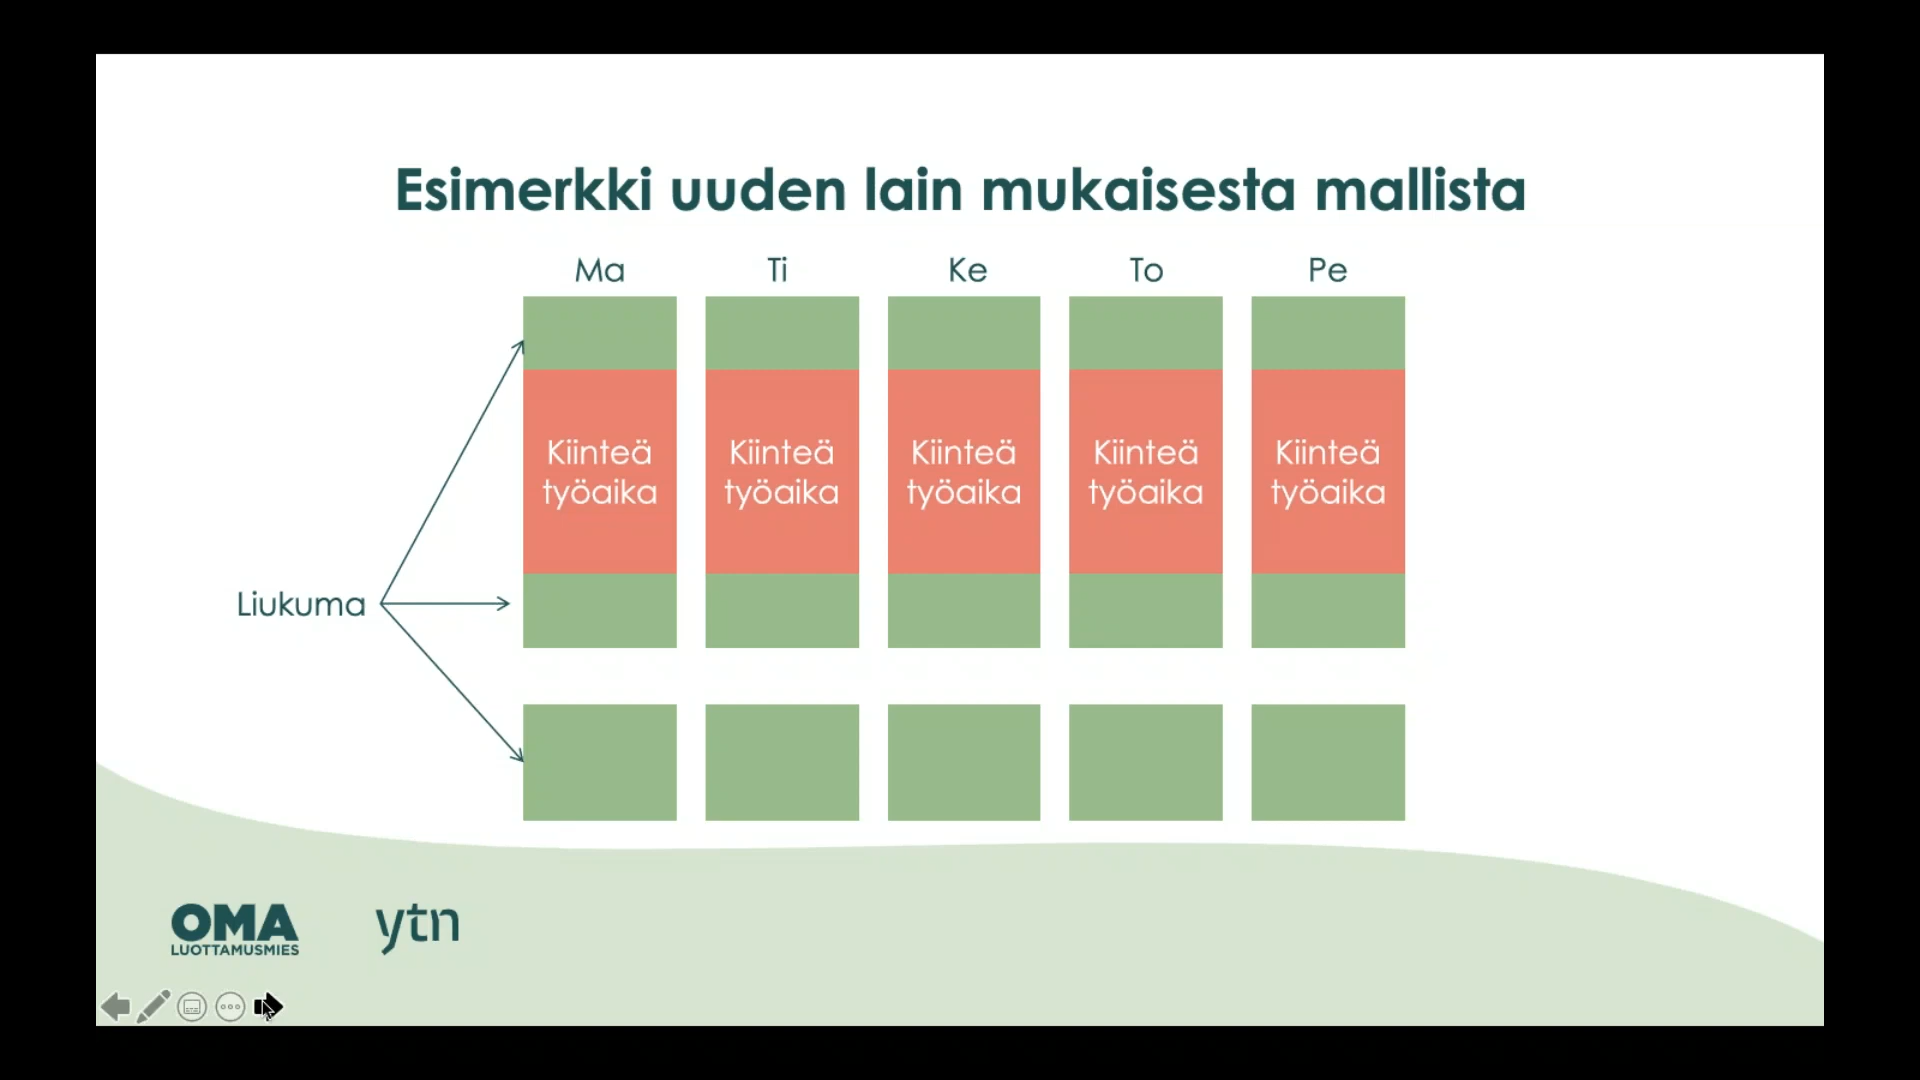 Esimerkki uuden lain mukaisesta mallista
Ma Ti Ke To Pe
Kiinteä Kiinteä Kiinteä Kiinteä Kiinteä
työaika työaika työaika työaika työaika
Liukuma
OMA
LUOTTAMUSMIES
ytn